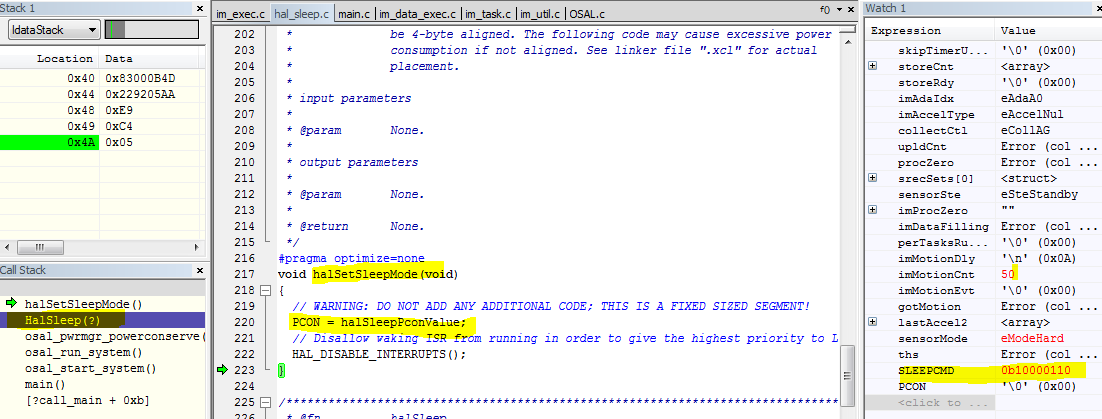 Stack 1
IdataStack
Location Data
0x40 0x83000B4D
0x44 0x229205AA
0x48 0xE9
0x49 0xC4
0x4A 0x05
Call Stack
halSetSleepMode()
HalSleep(?)
osal_pwrmgr_powerconserve(
osal_run_system()
osal_start_system()
main()
[?call_main + 0xb]
im_exec.c hal_sleep.c main.c im_data_exec.c im_task.c im_util.c OSAL.c f0
202 * be 4-byte aligned. The following code may cause excessive power
203 * consumption if not aligned. See linker file ".xcl" for actual
204 * placement.
205 *
206 * input parameters
207 *
208 * @param None.
209 *
210 * output parameters
211 *
212 * @param None.
213 *
214 * @return None.
215 */
216 #pragma optimize=none
217 void halSetSleepMode(void)
218 {
219 // WARNING: DO NOT ADD ANY ADDITIONAL CODE; THIS IS A FIXED SIZED SEGMENT!
220 PCON = halSleepPconValue;
221 // Disallow waking ISR from running in order to give the highest priority to L
222 HAL_DISABLE_INTERRUPTS();
223 }
224
225 /****************************************************************************
226 * @fn halSleep
Watch 1
Expression Value
skipTimerU... '\0' (0x00)
storeCnt <array>
storeRdy '\0' (0x00)
imAdaIdx eAdaA0
imAccelType eAccelNul
collectCtl eCollAG
upldCnt Error (col ...
procZero Error (col ...
srecSets[0] <struct>
sensorSte eSteStandby
imProcZero ""
imDataFilling Error (col ...
perTasksRu... '\0' (0x00)
imMotionDly '\n' (0x0A)
imMotionCnt 50
imMotionEvt '\0' (0x00)
gotMotion Error (col ...
lastAccel2 <array>
sensorMode eModeHard
ths Error (col ...
SLEEPCMD 0b10000110
PCON '\0' (0x00)
<click to ...